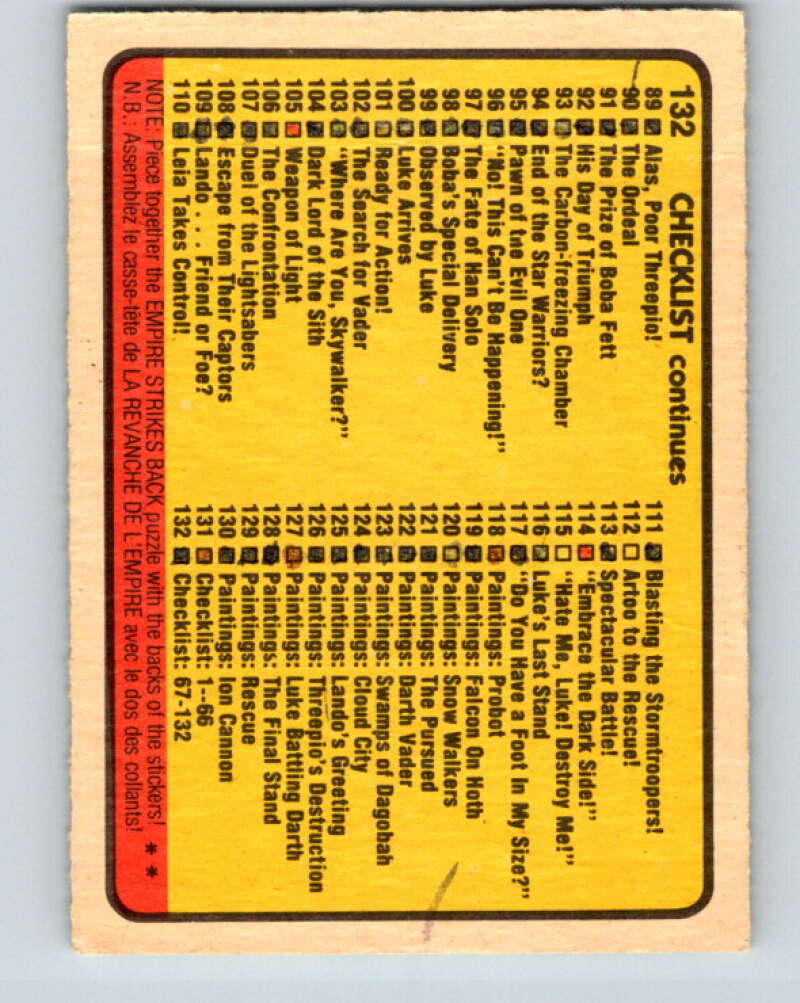 132 CHECKLIST continues
89 Alas, Poor Threepio!
90 The Ordeal
91 The Prize of Boba Fett
92 His Day of Triumph
93 The Carbon-freezing Chamber
94 End of the Star Warriors?
95 Pawn of the Evil One
96 "No! This Can't Be Happening!"
97 The Fate of Han Solo
98 Boba's Special Delivery
99 Observed by Luke
100 Luke Arrives
101 Ready for Action!
102 The Search for Vader
103 "Where Are You, Skywalker?"
104 Dark Lord of the Sith
105 Weapon of Light
106 The Confrontation
107 Duel of the Lightsabers
108 Escape from Their Captors
109 Lando . . . Friend or Foe?
110 Leia Takes Control!
111 Blasting the Stormtroopers!
112 Artoo to the Rescue!
113 Spectacular Battle!
114 "Embrace the Dark Side!"
115 "Hate Me, Luke! Destroy Me!"
116 Luke's Last Stand
117 "Do You Have a Foot In My Size?"
118 Paintings: Probot
119 Paintings: Falcon On Hoth
120 Paintings: Snow Walkers
121 Paintings: The Pursued
122 Paintings: Darth Vader
123 Paintings: Swamps of Dagobah
124 Paintings: Cloud City
125 Paintings: Lando's Greeting
126 Paintings: Threepio's Destruction
127 Paintings: Luke Battling Darth
128 Paintings: The Final Stand
129 Paintings: Rescue
130 Paintings: Ion Cannon
131 Checklist: 1--66
132 Checklist: 67-132
NOTE: Piece together the EMPIRE STRIKES BACK puzzle with the backs of the stickers! *
N.B.: Assemblez le casse-tête de LA REVANCHE DE L'EMPIRE avec le dos des collants! *